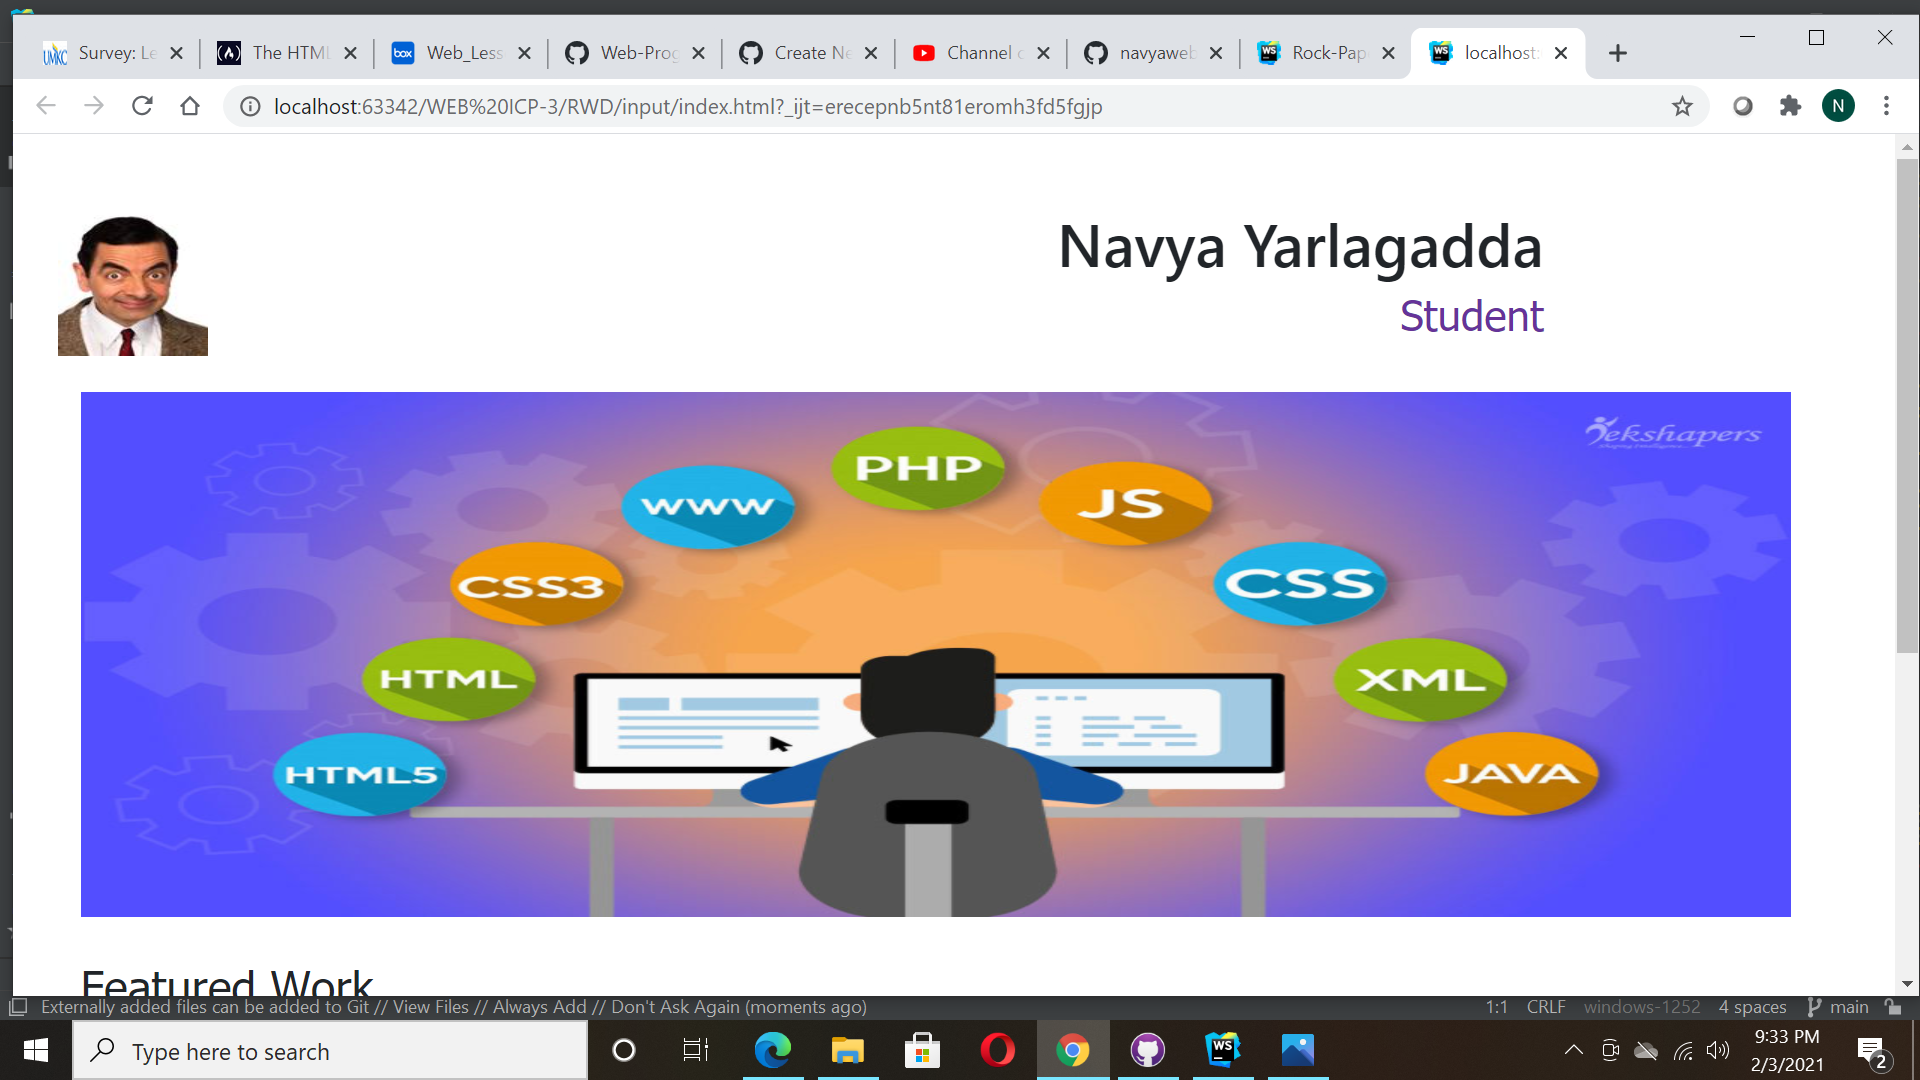 Survey: Le
The HTML
box
Web_Less
Web-Prog
Create Ne
Channel c
navyaweb
WS
Rock-Pap
WS
localhost:
localhost:63342/WEB%20ICP-3/RWD/input/index.html?_ijt=erecepnb5nt81eromh3fd5fgjp
N
Navya Yarlagadda
Student
Tekshapers
PHP
WWW
JS
CSS3
CSS
HTML
XML
HTML5
JAVA
Featured Work
Externally added files can be added to Git // View Files // Always Add // Don't Ask Again (moments ago)
1:1 CRLF windows-1252 4 spaces main
Type here to search
WS
9:33 PM
2/3/2021
2